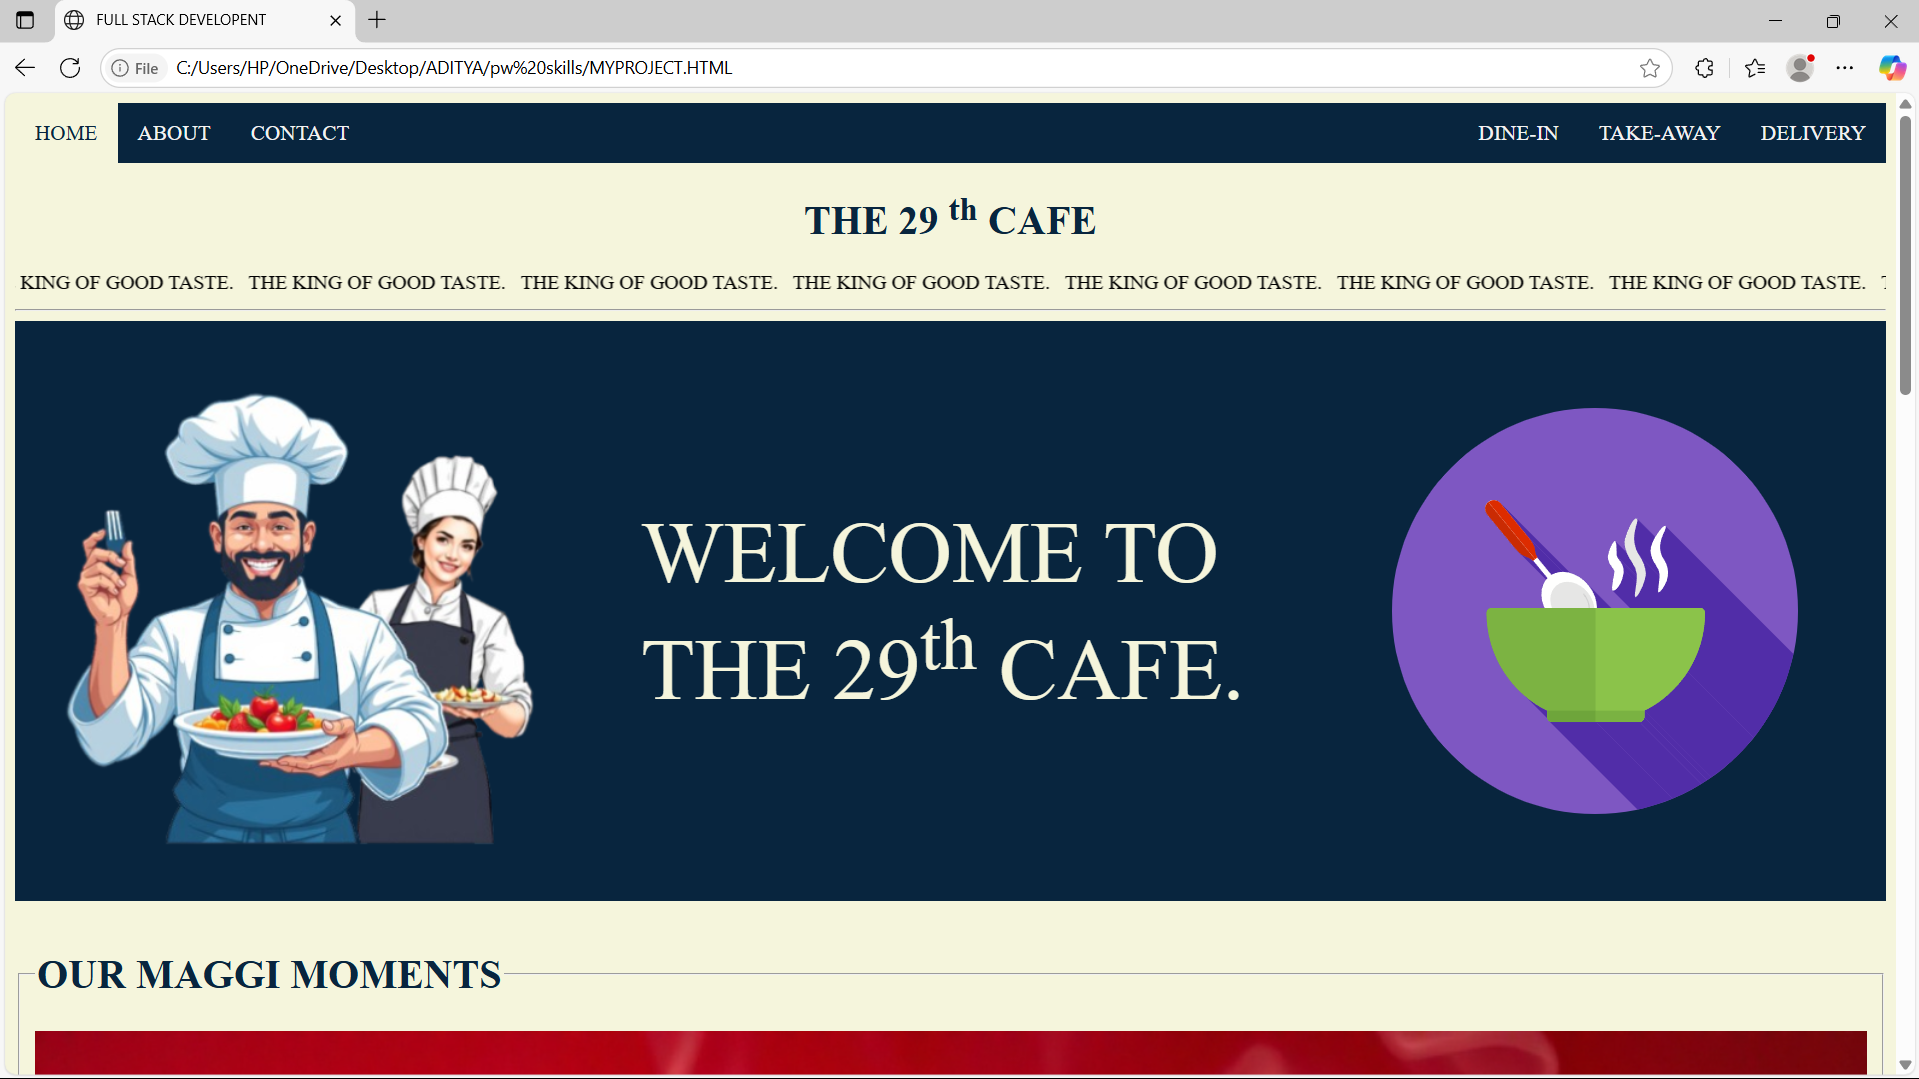 FULL STACK DEVELOPENT
File C:/Users/HP/OneDrive/Desktop/ADITYA/pw%20skills/MYPROJECT.HTML
HOME ABOUT CONTACT DINE-IN TAKE-AWAY DELIVERY
THE 29 th CAFE
KING OF GOOD TASTE. THE KING OF GOOD TASTE. THE KING OF GOOD TASTE. THE KING OF GOOD TASTE. THE KING OF GOOD TASTE. THE KING OF GOOD TASTE. THE KING OF GOOD TASTE.
WELCOME TO
THE 29th CAFE.
OUR MAGGI MOMENTS